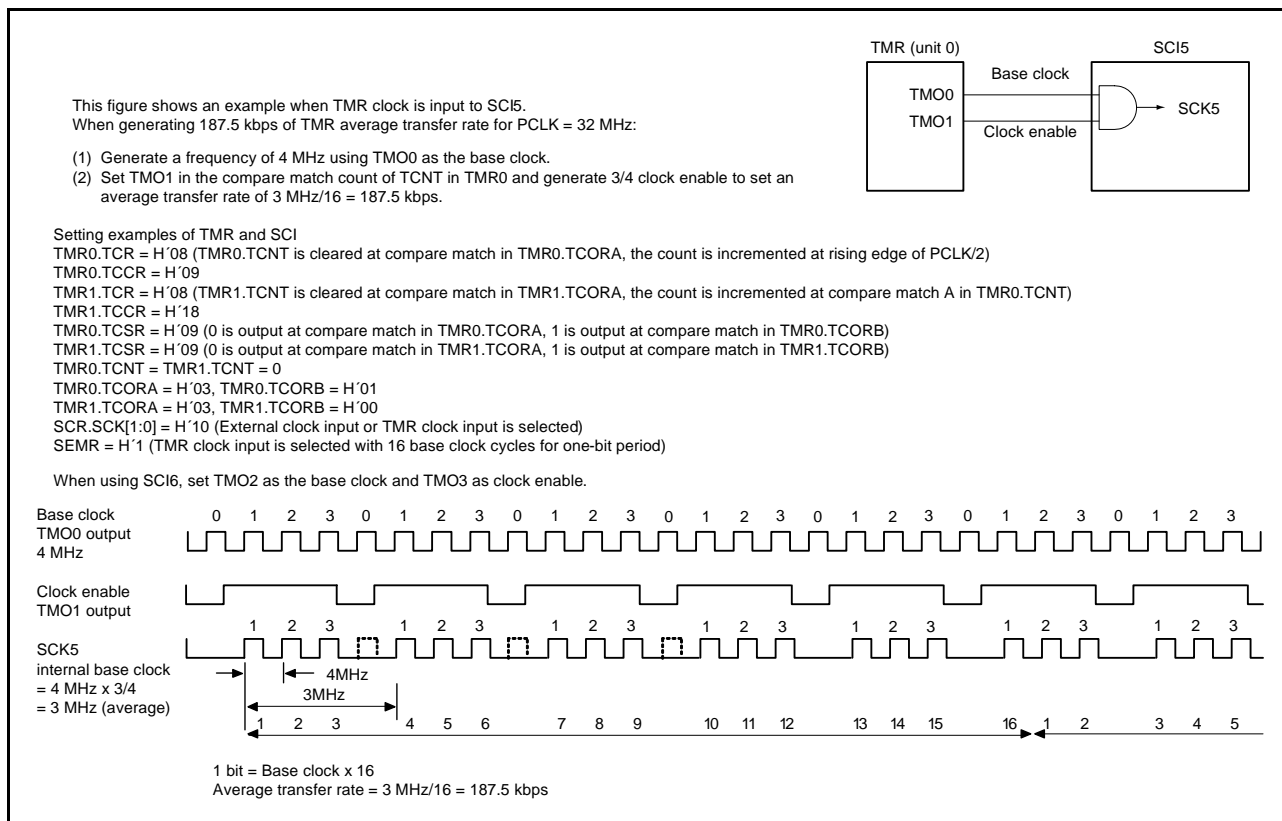 TMR (unit 0)
SCI5
Base clock
TMO0
TMO1
SCK5
Clock enable
This figure shows an example when TMR clock is input to SCI5.
When generating 187.5 kbps of TMR average transfer rate for PCLK = 32 MHz:
(1) Generate a frequency of 4 MHz using TMO0 as the base clock.
(2) Set TMO1 in the compare match count of TCNT in TMR0 and generate 3/4 clock enable to set an
average transfer rate of 3 MHz/16 = 187.5 kbps.
Setting examples of TMR and SCI
TMR0.TCR = H´08 (TMR0.TCNT is cleared at compare match in TMR0.TCORA, the count is incremented at rising edge of PCLK/2)
TMR0.TCCR = H´09
TMR1.TCR = H´08 (TMR1.TCNT is cleared at compare match in TMR1.TCORA, the count is incremented at compare match A in TMR0.TCNT)
TMR1.TCCR = H´18
TMR0.TCSR = H´09 (0 is output at compare match in TMR0.TCORA, 1 is output at compare match in TMR0.TCORB)
TMR1.TCSR = H´09 (0 is output at compare match in TMR1.TCORA, 1 is output at compare match in TMR1.TCORB)
TMR0.TCNT = TMR1.TCNT = 0
TMR0.TCORA = H´03, TMR0.TCORB = H´01
TMR1.TCORA = H´03, TMR1.TCORB = H´00
SCR.SCK[1:0] = H´10 (External clock input or TMR clock input is selected)
SEMR = H´1 (TMR clock input is selected with 16 base clock cycles for one-bit period)
When using SCI6, set TMO2 as the base clock and TMO3 as clock enable.
Base clock
TMO0 output
4 MHz
0 1 2 3 0 1 2 3 0 1 2 3 0 1 2 3 0 1 2 3 0 1 2 3 0 1 2 3
Clock enable
TMO1 output
1 2 3 1 2 3 1 2 3 1 2 3 1 2 3 1 2 3 1 2 3
SCK5
internal base clock
= 4 MHz x 3/4
= 3 MHz (average)
4MHz
3MHz
1 2 3 4 5 6 7 8 9 10 11 12 13 14 15 16 1 2 3 4 5
1 bit = Base clock x 16
Average transfer rate = 3 MHz/16 = 187.5 kbps